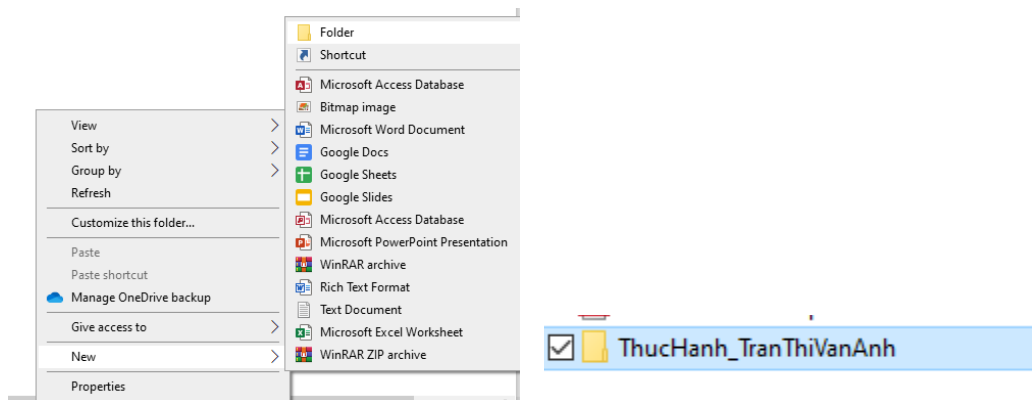 Folder
Shortcut
Microsoft Access Database
Bitmap image
Microsoft Word Document
Google Docs
Google Sheets
Google Slides
Microsoft Access Database
Microsoft PowerPoint Presentation
WinRAR archive
Rich Text Format
Text Document
Microsoft Excel Worksheet
WinRAR ZIP archive
View
Sort by
Group by
Refresh
Customize this folder...
Paste
Paste shortcut
Manage OneDrive backup
Give access to
New
Properties
ThucHanh_TranThiVanAnh